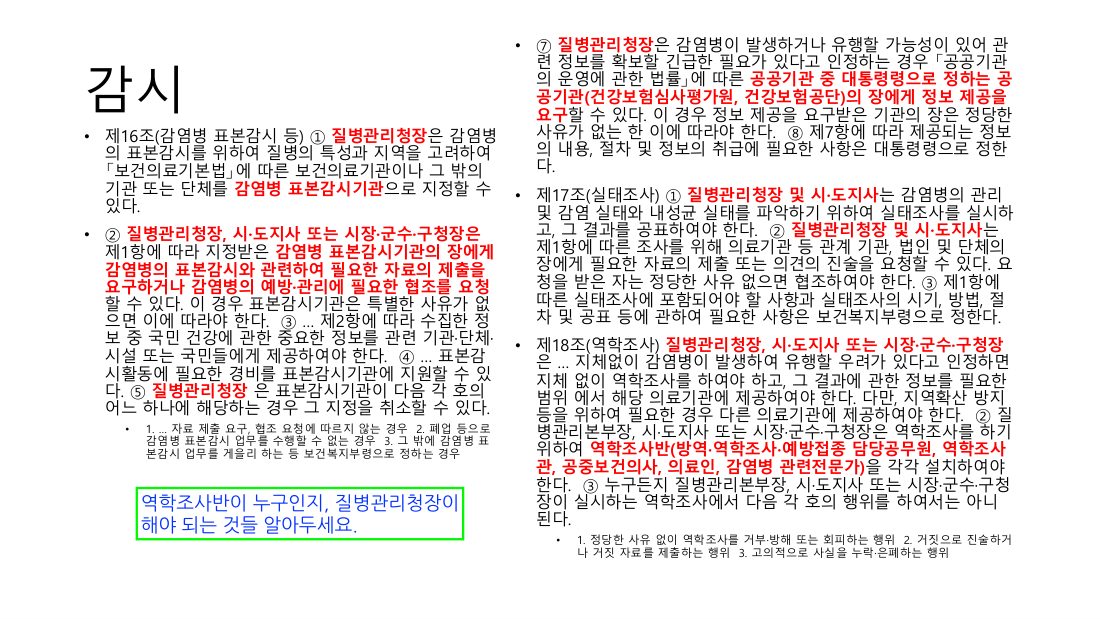 감시
• 제16조(감염병 표본감시 등) ① 질병관리청장은 감염병
의 표본감시를 위하여 질병의 특성과 지역을 고려하여
「보건의료기본법」에 따른 보건의료기관이나 그 밖의
기관 또는 단체를 감염병 표본감시기관으로 지정할 수
있다.
• ② 질병관리청장, 시·도지사 또는 시장·군수·구청장은
제1항에 따라 지정받은 감염병 표본감시기관의 장에게
감염병의 표본감시와 관련하여 필요한 자료의 제출을
요구하거나 감염병의 예방·관리에 필요한 협조를 요청
할 수 있다. 이 경우 표본감시기관은 특별한 사유가 없
으면 이에 따라야 한다. ③ ... 제2항에 따라 수집한 정
보 중 국민 건강에 관한 중요한 정보를 관련 기관·단체·
시설 또는 국민들에게 제공하여야 한다. ④ ... 표본감
시활동에 필요한 경비를 표본감시기관에 지원할 수 있
다. ⑤ 질병관리청장 은 표본감시기관이 다음 각 호의
어느 하나에 해당하는 경우 그 지정을 취소할 수 있다.
• 1. ... 자료 제출 요구, 협조 요청에 따르지 않는 경우 2. 폐업 등으로
감염병 표본감시 업무를 수행할 수 없는 경우 3. 그 밖에 감염병 표
본감시 업무를 게을리 하는 등 보건복지부령으로 정하는 경우
역학조사반이 누구인지, 질병관리청장이
해야 되는 것들 알아두세요.
• ⑦ 질병관리청장은 감염병이 발생하거나 유행할 가능성이 있어 관
련 정보를 확보할 긴급한 필요가 있다고 인정하는 경우 「공공기관
의 운영에 관한 법률」에 따른 공공기관 중 대통령령으로 정하는 공
공기관(건강보험심사평가원, 건강보험공단)의 장에게 정보 제공을
요구할 수 있다. 이 경우 정보 제공을 요구받은 기관의 장은 정당한
사유가 없는 한 이에 따라야 한다. ⑧ 제7항에 따라 제공되는 정보
의 내용, 절차 및 정보의 취급에 필요한 사항은 대통령령으로 정한
다.
• 제17조(실태조사) ① 질병관리청장 및 시·도지사는 감염병의 관리
및 감염 실태와 내성균 실태를 파악하기 위하여 실태조사를 실시하
고, 그 결과를 공표하여야 한다. ② 질병관리청장 및 시·도지사는
제1항에 따른 조사를 위해 의료기관 등 관계 기관, 법인 및 단체의
장에게 필요한 자료의 제출 또는 의견의 진술을 요청할 수 있다. 요
청을 받은 자는 정당한 사유 없으면 협조하여야 한다. ③ 제1항에
따른 실태조사에 포함되어야 할 사항과 실태조사의 시기, 방법, 절
차 및 공표 등에 관하여 필요한 사항은 보건복지부령으로 정한다.
• 제18조(역학조사) 질병관리청장, 시·도지사 또는 시장·군수·구청장
은 ... 지체없이 감염병이 발생하여 유행할 우려가 있다고 인정하면
지체 없이 역학조사를 하여야 하고, 그 결과에 관한 정보를 필요한
범위 에서 해당 의료기관에 제공하여야 한다. 다만, 지역확산 방지
등을 위하여 필요한 경우 다른 의료기관에 제공하여야 한다. ② 질
병관리본부장, 시·도지사 또는 시장·군수·구청장은 역학조사를 하기
위하여 역학조사반(방역·역학조사·예방접종 담당공무원, 역학조사
관, 공중보건의사, 의료인, 감염병 관련전문가)을 각각 설치하여야
한다. ③ 누구든지 질병관리본부장, 시·도지사 또는 시장·군수·구청
장이 실시하는 역학조사에서 다음 각 호의 행위를 하여서는 아니
된다.
• 1. 정당한 사유 없이 역학조사를 거부·방해 또는 회피하는 행위 2. 거짓으로 진술하거
나 거짓 자료를 제출하는 행위 3. 고의적으로 사실을 누락·은폐하는 행위